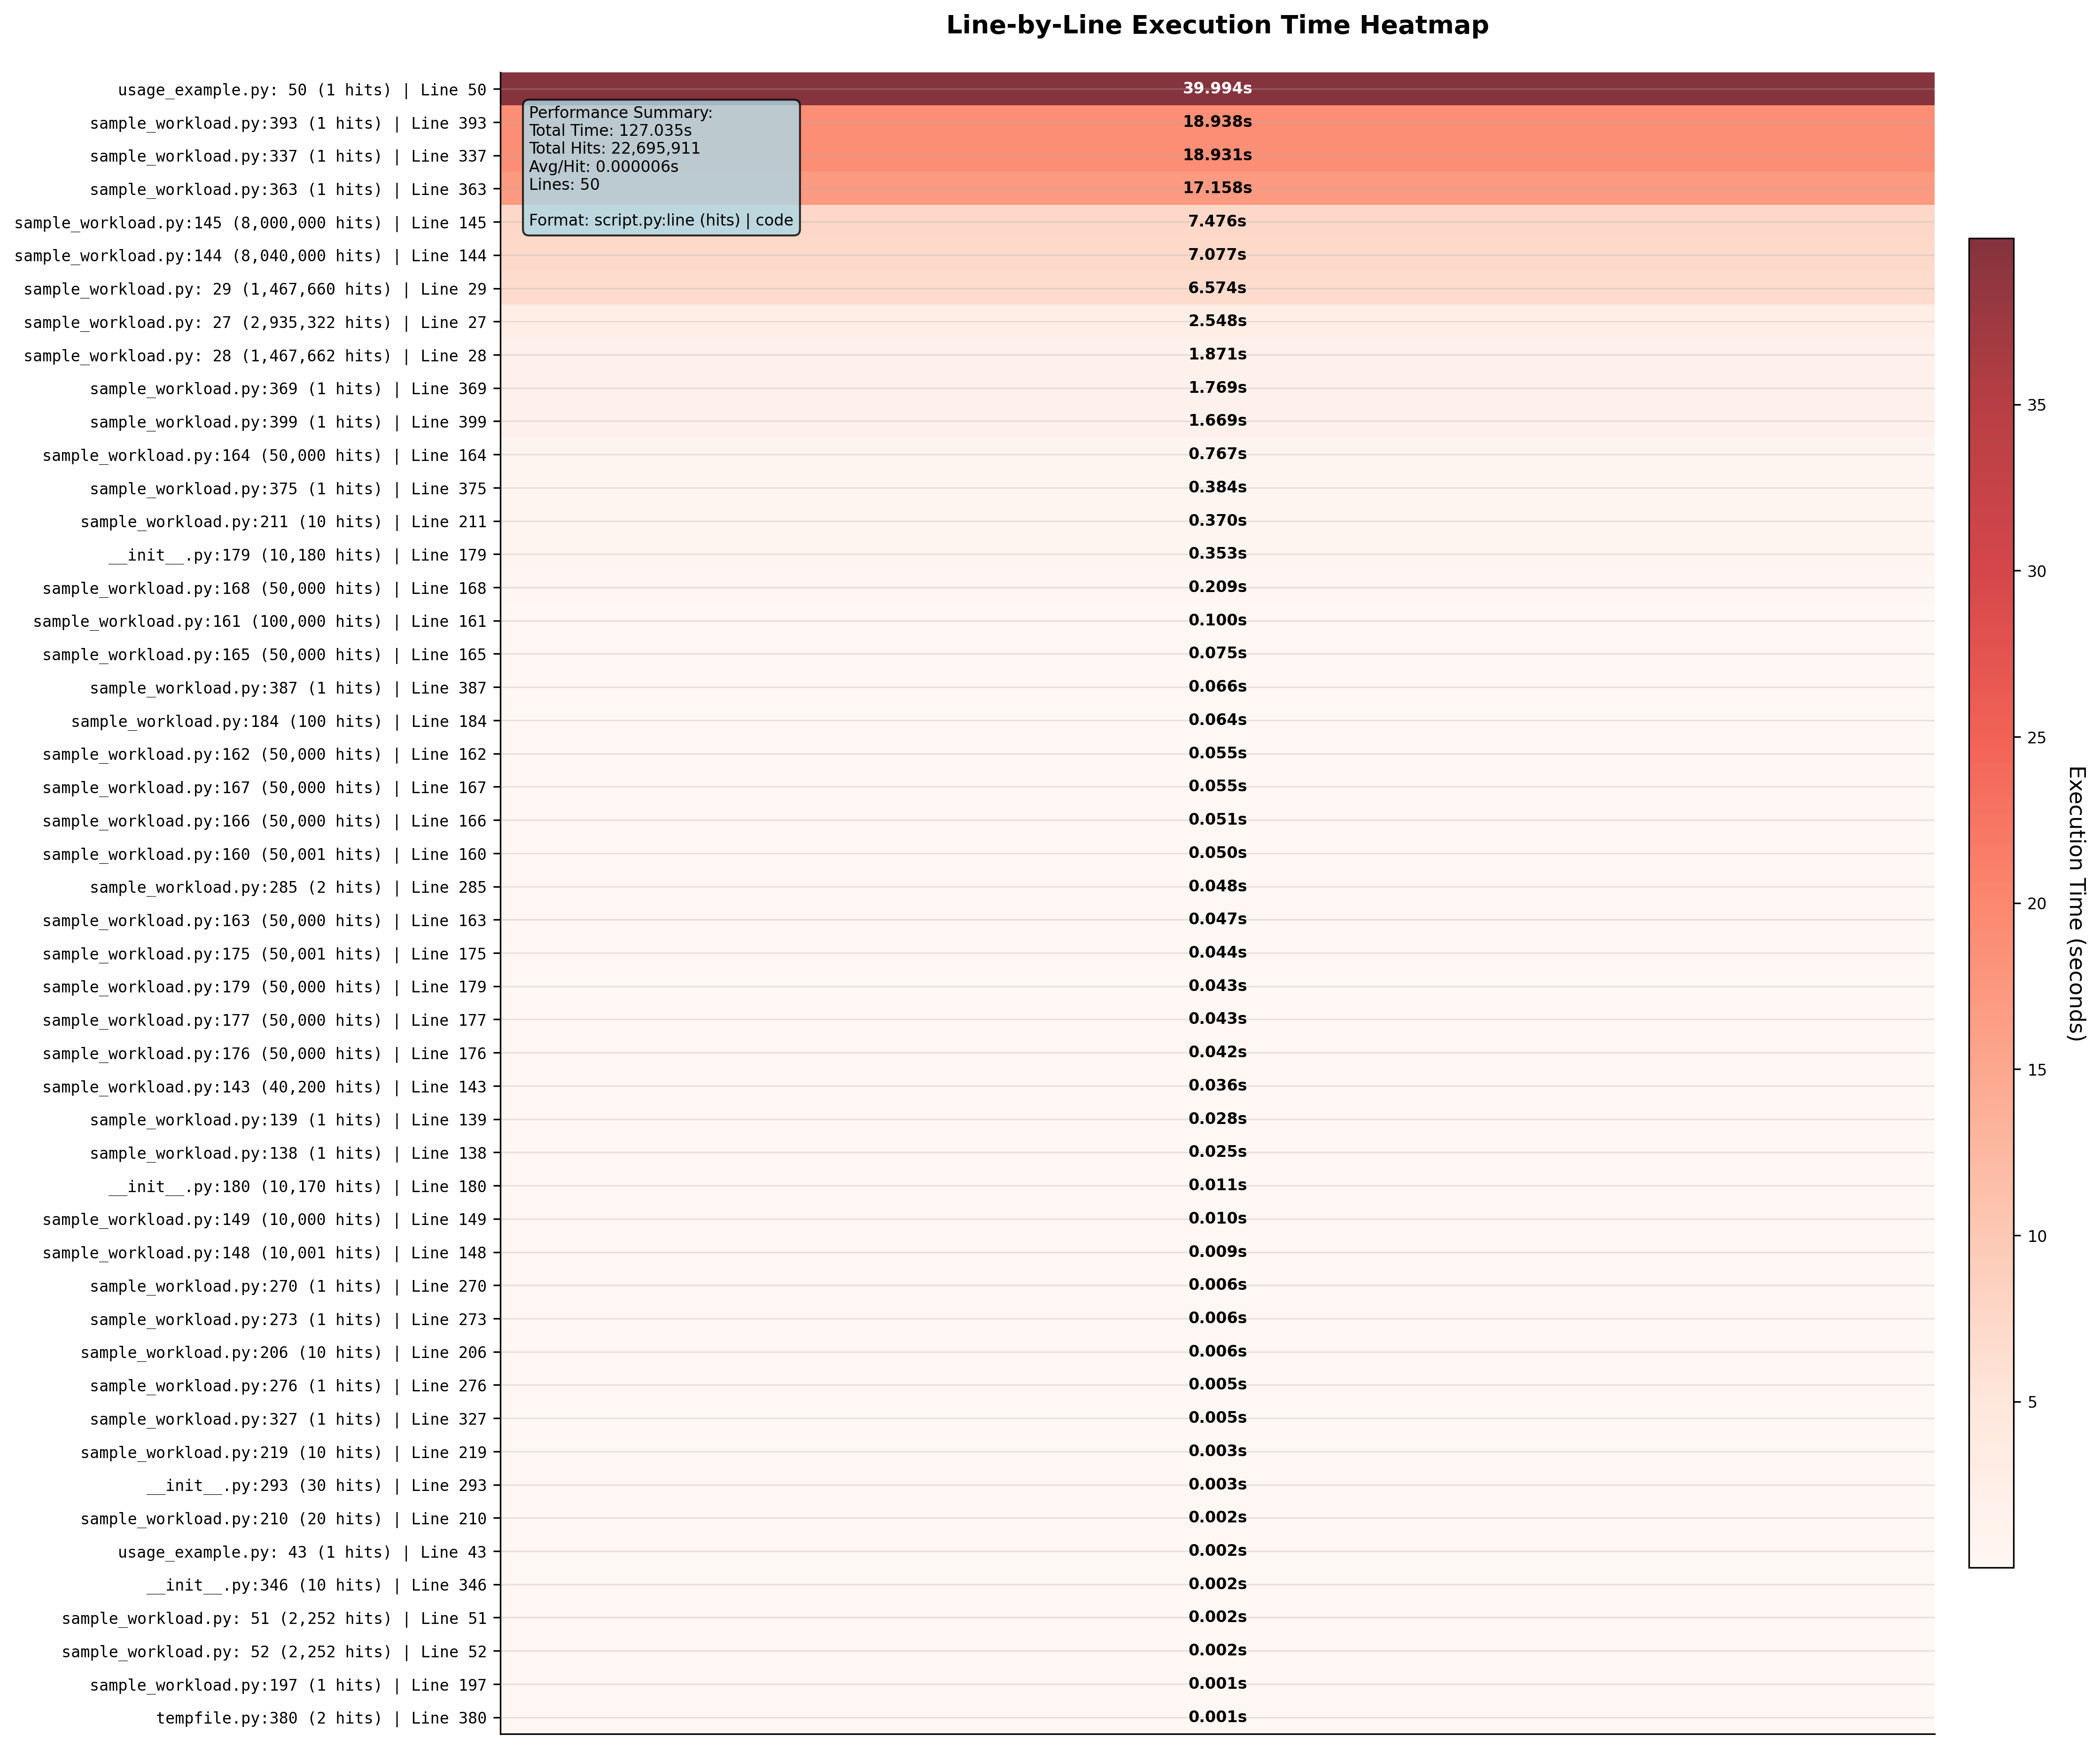 Line-by-Line Execution Time Heatmap
usage_example.py: 50 (1 hits) | Line 50
39.994s
Performance Summary:
Total Time: 127.035s
Total Hits: 22,695,911
Avg/Hit: 0.000006s
Lines: 50
Format: script.py:line (hits) | code
sample_workload.py:393 (1 hits) | Line 393
18.938s
sample_workload.py:337 (1 hits) | Line 337
18.931s
sample_workload.py:363 (1 hits) | Line 363
17.158s
sample_workload.py:145 (8,000,000 hits) | Line 145
7.476s
sample_workload.py:144 (8,040,000 hits) | Line 144
7.077s
sample_workload.py: 29 (1,467,660 hits) | Line 29
6.574s
sample_workload.py: 27 (2,935,322 hits) | Line 27
2.548s
sample_workload.py: 28 (1,467,662 hits) | Line 28
1.871s
sample_workload.py:369 (1 hits) | Line 369
1.769s
sample_workload.py:399 (1 hits) | Line 399
1.669s
sample_workload.py:164 (50,000 hits) | Line 164
0.767s
sample_workload.py:375 (1 hits) | Line 375
0.384s
sample_workload.py:211 (10 hits) | Line 211
0.370s
__init__.py:179 (10,180 hits) | Line 179
0.353s
sample_workload.py:168 (50,000 hits) | Line 168
0.209s
sample_workload.py:161 (100,000 hits) | Line 161
0.100s
sample_workload.py:165 (50,000 hits) | Line 165
0.075s
sample_workload.py:387 (1 hits) | Line 387
0.066s
sample_workload.py:184 (100 hits) | Line 184
0.064s
sample_workload.py:162 (50,000 hits) | Line 162
0.055s
sample_workload.py:167 (50,000 hits) | Line 167
0.055s
sample_workload.py:166 (50,000 hits) | Line 166
0.051s
sample_workload.py:160 (50,001 hits) | Line 160
0.050s
sample_workload.py:285 (2 hits) | Line 285
0.048s
sample_workload.py:163 (50,000 hits) | Line 163
0.047s
sample_workload.py:175 (50,001 hits) | Line 175
0.044s
sample_workload.py:179 (50,000 hits) | Line 179
0.043s
sample_workload.py:177 (50,000 hits) | Line 177
0.043s
sample_workload.py:176 (50,000 hits) | Line 176
0.042s
sample_workload.py:143 (40,200 hits) | Line 143
0.036s
sample_workload.py:139 (1 hits) | Line 139
0.028s
sample_workload.py:138 (1 hits) | Line 138
0.025s
__init__.py:180 (10,170 hits) | Line 180
0.011s
sample_workload.py:149 (10,000 hits) | Line 149
0.010s
sample_workload.py:148 (10,001 hits) | Line 148
0.009s
sample_workload.py:270 (1 hits) | Line 270
0.006s
sample_workload.py:273 (1 hits) | Line 273
0.006s
sample_workload.py:206 (10 hits) | Line 206
0.006s
sample_workload.py:276 (1 hits) | Line 276
0.005s
sample_workload.py:327 (1 hits) | Line 327
0.005s
sample_workload.py:219 (10 hits) | Line 219
0.003s
__init__.py:293 (30 hits) | Line 293
0.003s
sample_workload.py:210 (20 hits) | Line 210
0.002s
usage_example.py: 43 (1 hits) | Line 43
0.002s
__init__.py:346 (10 hits) | Line 346
0.002s
sample_workload.py: 51 (2,252 hits) | Line 51
0.002s
sample_workload.py: 52 (2,252 hits) | Line 52
0.002s
sample_workload.py:197 (1 hits) | Line 197
0.001s
tempfile.py:380 (2 hits) | Line 380
0.001s
35
30
25
20
15
10
5
Execution Time (seconds)